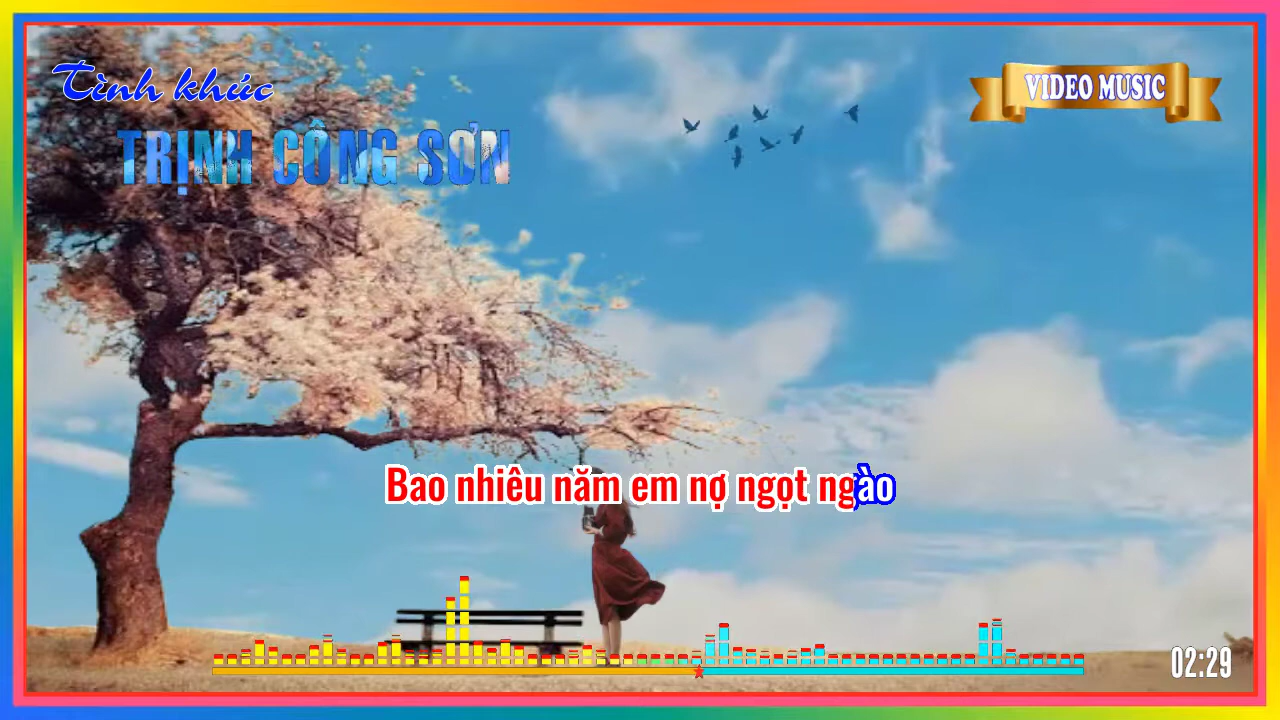 Tình khúc
TRỊNH CÔNG SƠN
VIDEO MUSIC
Bao nhiêu năm em nợ ngọt ngào
02:29